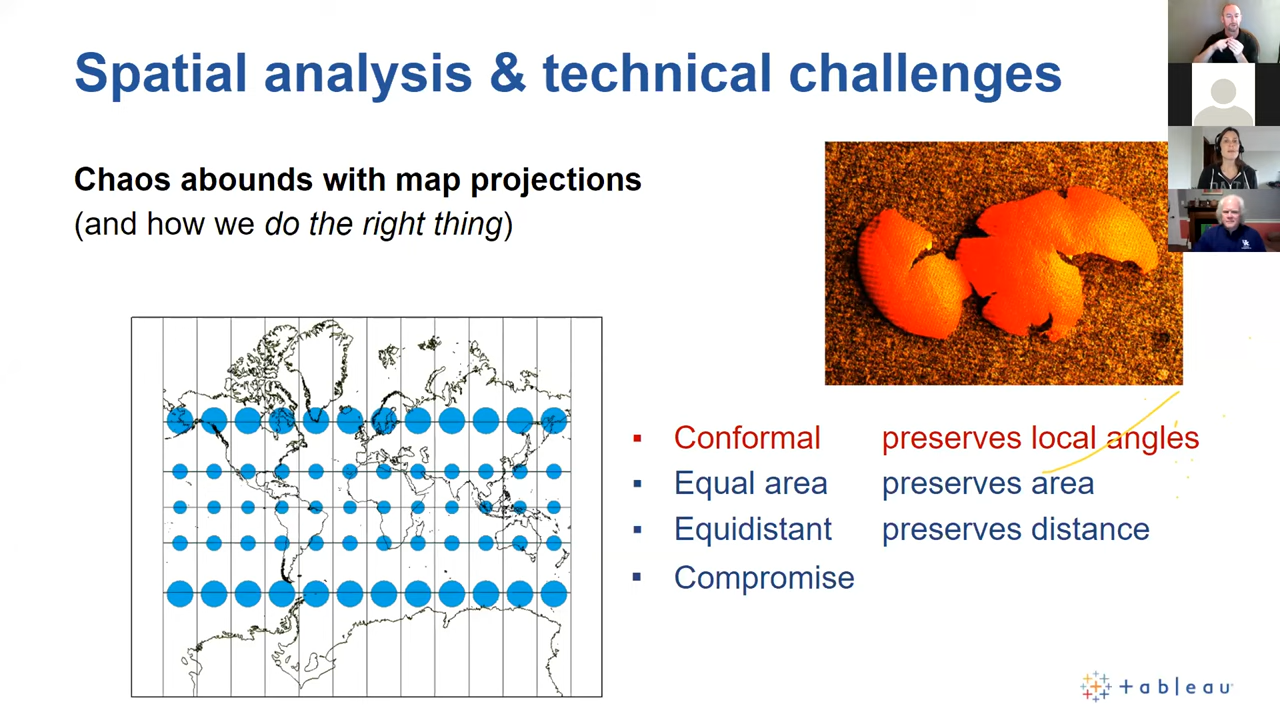 Spatial analysis & technical challenges
Chaos abounds with map projections
(and how we do the right thing)
▪ Conformal preserves local angles
▪ Equal area preserves area
▪ Equidistant preserves distance
▪ Compromise
+ableau